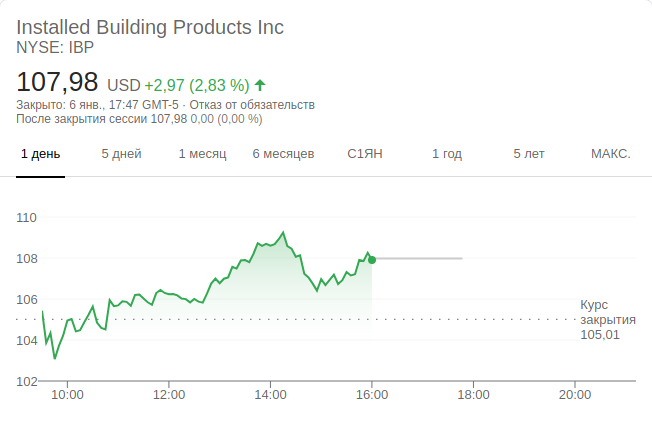 Installed Building Products Inc
NYSE: IBP
107,98 USD +2,97 (2,83 %)
Закрыто: 6 янв., 17:47 GMT-5 · Отказ от обязательств
После закрытия сессии 107,98 0,00 (0,00 %)
1 день 5 дней 1 месяц 6 месяцев С1ЯН 1 год 5 лет МАКС.
110
108
106
Курс
закрытия
105,01
104
102
10:00 12:00 14:00 16:00 18:00 20:00